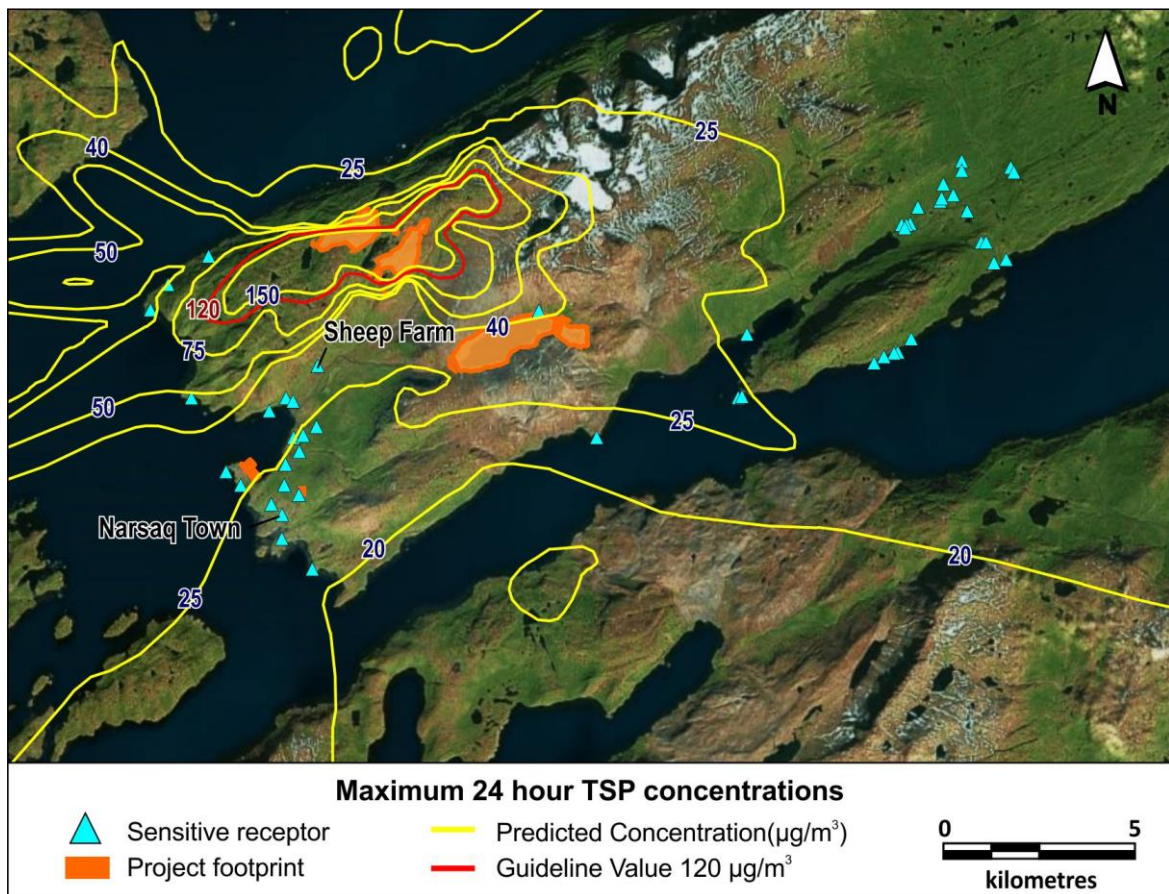 25
40
25
N
50
120
150
75
Sheep Farm
40
50
25
Narsaq Town
20
20
25
Maximum 24 hour TSP concentrations
Sensitive receptor
Predicted Concentration(µg/m³)
0 5
Project footprint
Guideline Value 120 µg/m³
kilometres